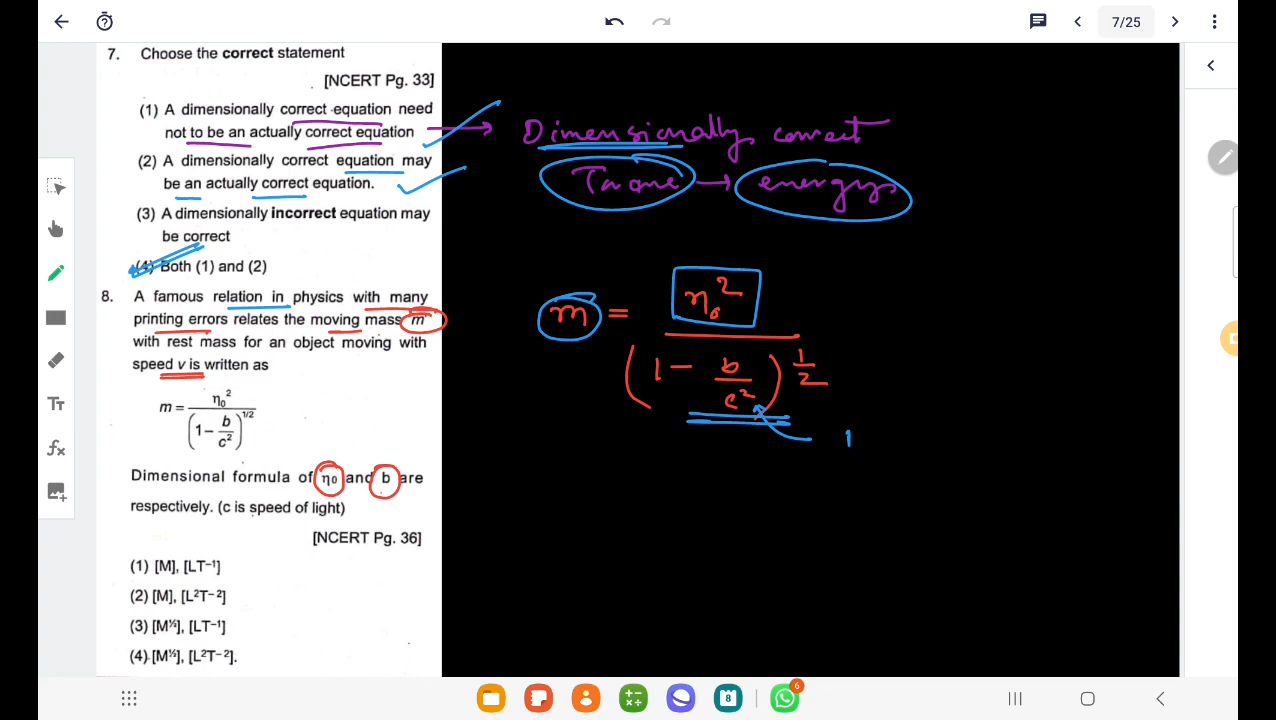 7/25
7. Choose the correct statement
[NCERT Pg. 33]
(1) A dimensionally correct equation need
not to be an actually correct equation
(2) A dimensionally correct equation may
be an actually correct equation.
(3) A dimensionally incorrect equation may
be correct
(4) Both (1) and (2)
8. A famous relation in physics with many
printing errors relates the moving mass m
with rest mass for an object moving with
speed v is written as
m = η₀² / (1 − b/c²)^1/2
Dimensional formula of η₀ and b are
respectively. (c is speed of light)
[NCERT Pg. 36]
(1) [M], [LT⁻¹]
(2) [M], [L²T⁻²]
(3) [M^½], [LT⁻¹]
(4) [M^½], [L²T⁻²].
Dimensionally correct
Torque → energy
m = η₀² / (1 − b/c²)^1/2
1
Tт
fx
8
6